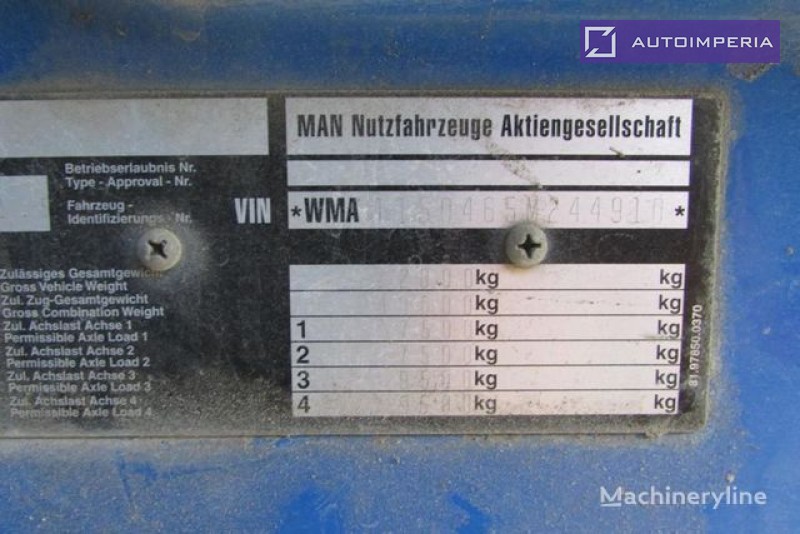 AUTOIMPERIA
MAN Nutzfahrzeuge Aktiengesellschaft
Betriebserlaubnis Nr.
Type - Approval - Nr.
Fahrzeug -
Identifizierungs - Nr.
VIN
*WMA *
Zulässiges Gesamtgewicht
Gross Vehicle Weight
kg kg
Zul. Zug-Gesamtgewicht
Gross Combination Weight
kg kg
Zul. Achslast Achse 1
Permissible Axle Load 1
1 kg kg
Zul. Achslast Achse 2
Permissible Axle Load 2
2 kg kg
Zul. Achslast Achse 3
Permissible Axle Load 3
3 kg kg
Zul. Achslast Achse 4
Permissible Axle Load 4
4 kg kg
81.97850.0370
Machineryline